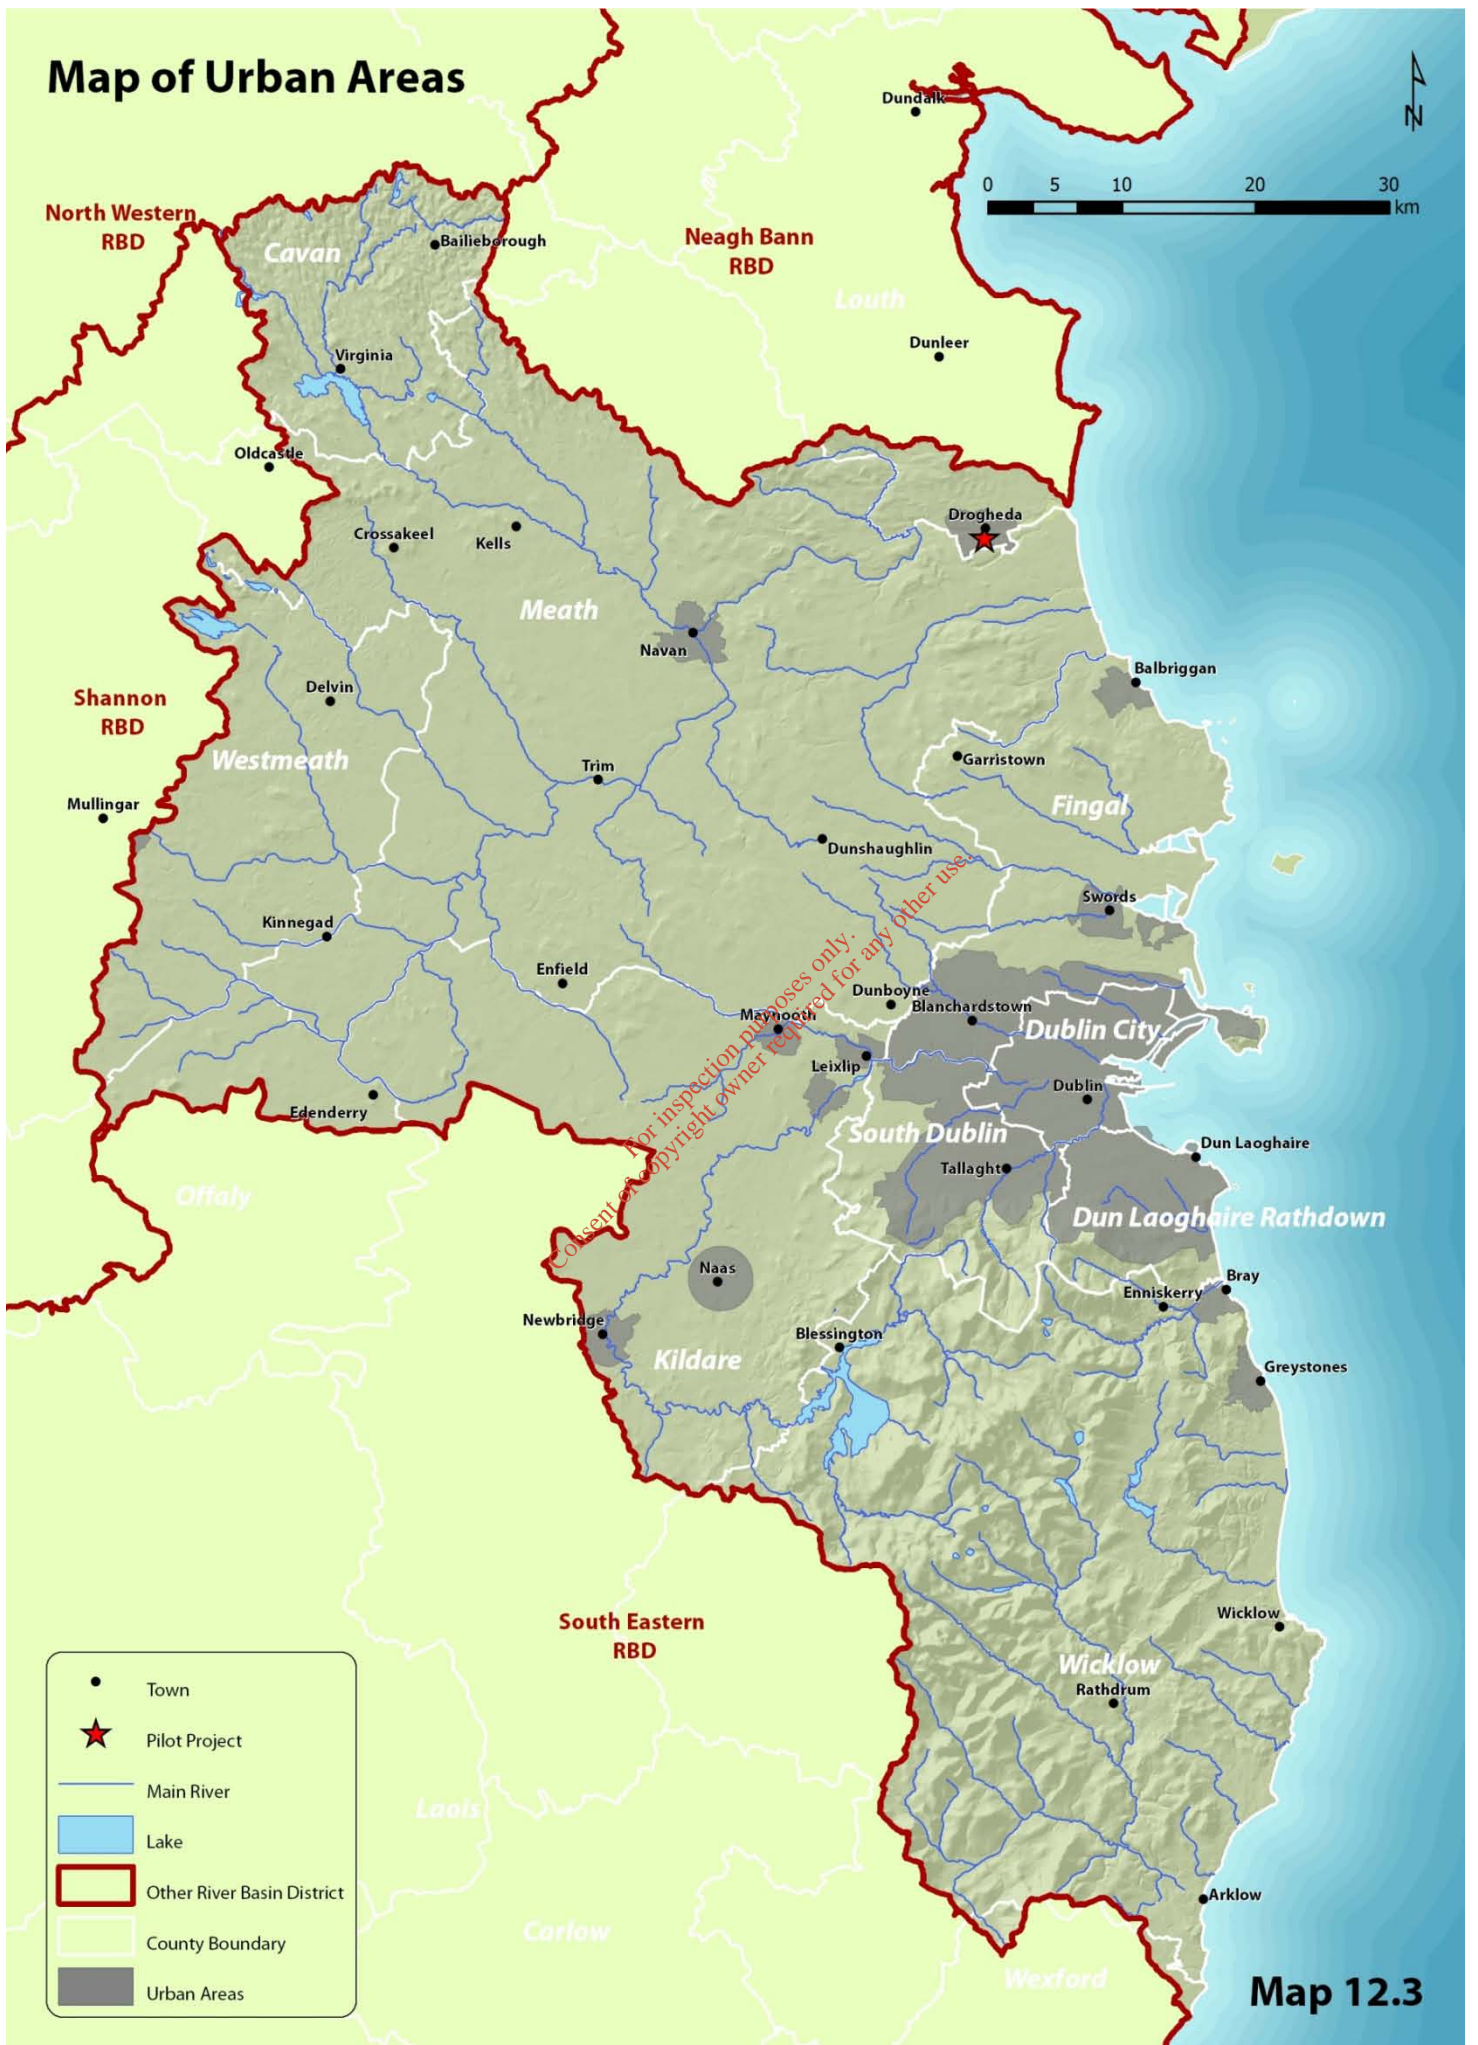 Map of Urban Areas
N
Dundalk
0 5 10 20 30
km
North Western
RBD
Cavan
Bailieborough
Neagh Bann
RBD
Louth
Dunleer
Virginia
Oldcastle
Crossakeel
Kells
Drogheda
Meath
Navan
Balbriggan
Shannon
RBD
Delvin
Westmeath
Trim
Garristown
Fingal
Mullingar
Dunshaughlin
Swords
Kinnegad
Enfield
Dunboyne
Blanchardstown
Maynooth
Dublin City
Leixlip
Dublin
Edenderry
South Dublin
Dun Laoghaire
Tallaght
Offaly
Dun Laoghaire Rathdown
Naas
Bray
Enniskerry
Newbridge
Blessington
Kildare
Greystones
For inspection purposes only.
Consent of copyright owner required for any other use.
South Eastern
RBD
Wicklow
Wicklow
Rathdrum
Laois
Carlow
Arklow
Wexford
Town
Pilot Project
Main River
Lake
Other River Basin District
County Boundary
Urban Areas
Map 12.3